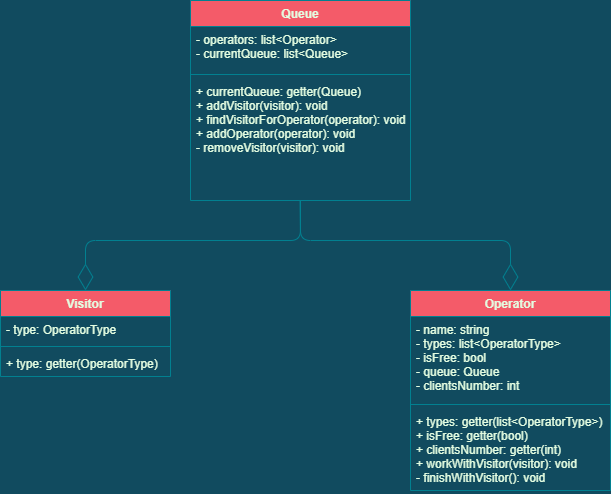 Queue
- operators: list<Operator>
- currentQueue: list<Queue>
+ currentQueue: getter(Queue)
+ addVisitor(visitor): void
+ findVisitorForOperator(operator): void
+ addOperator(operator): void
- removeVisitor(visitor): void
Visitor
- type: OperatorType
+ type: getter(OperatorType)
Operator
- name: string
- types: list<OperatorType>
- isFree: bool
- queue: Queue
- clientsNumber: int
+ types: getter(list<OperatorType>)
+ isFree: getter(bool)
+ clientsNumber: getter(int)
+ workWithVisitor(visitor): void
- finishWithVisitor(): void